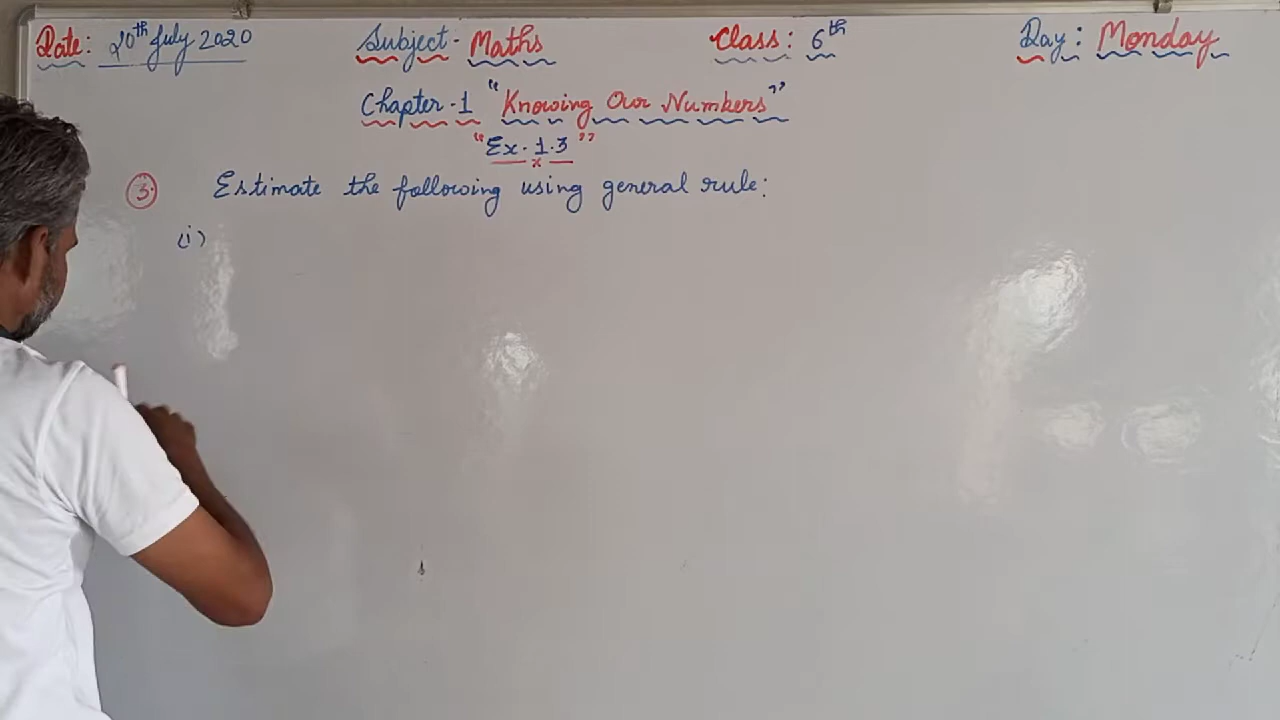 Date: 20th July 2020 Subject - Maths Class: 6th Day: Monday
Chapter - 1 "Knowing Our Numbers"
"Ex. 1.3"
3. Estimate the following using general rule:
(i)